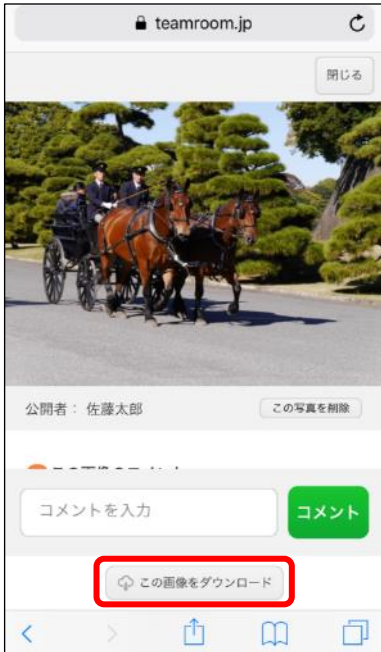 teamroom.jp
閉じる
公開者： 佐藤太郎
この写真を削除
コメントを入力
コメント
この画像をダウンロード